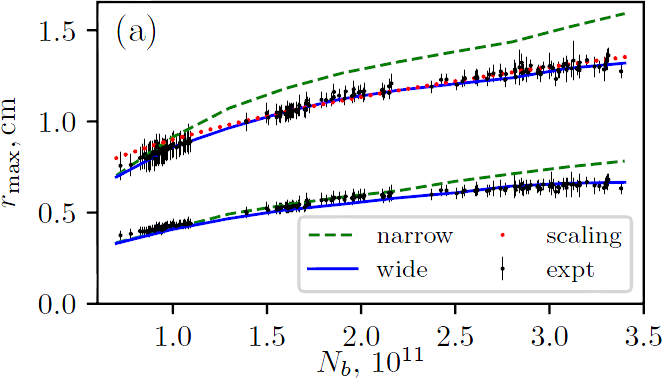 (a)
1.5
1.0
0.5
0.0
r_max, cm
narrow
wide
scaling
expt
1.0 1.5 2.0 2.5 3.0 3.5
N_b, 10^11